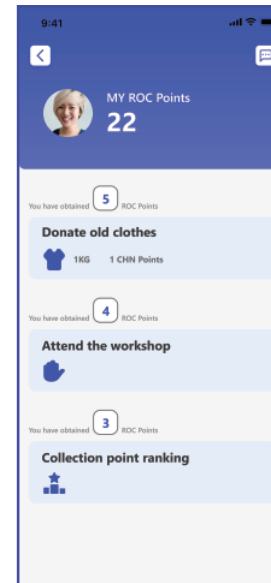 9:41
MY ROC Points
22
You have obtained 5 ROC Points
Donate old clothes
1KG 1 CHN Points
You have obtained 4 ROC Points
Attend the workshop
You have obtained 3 ROC Points
Collection point ranking